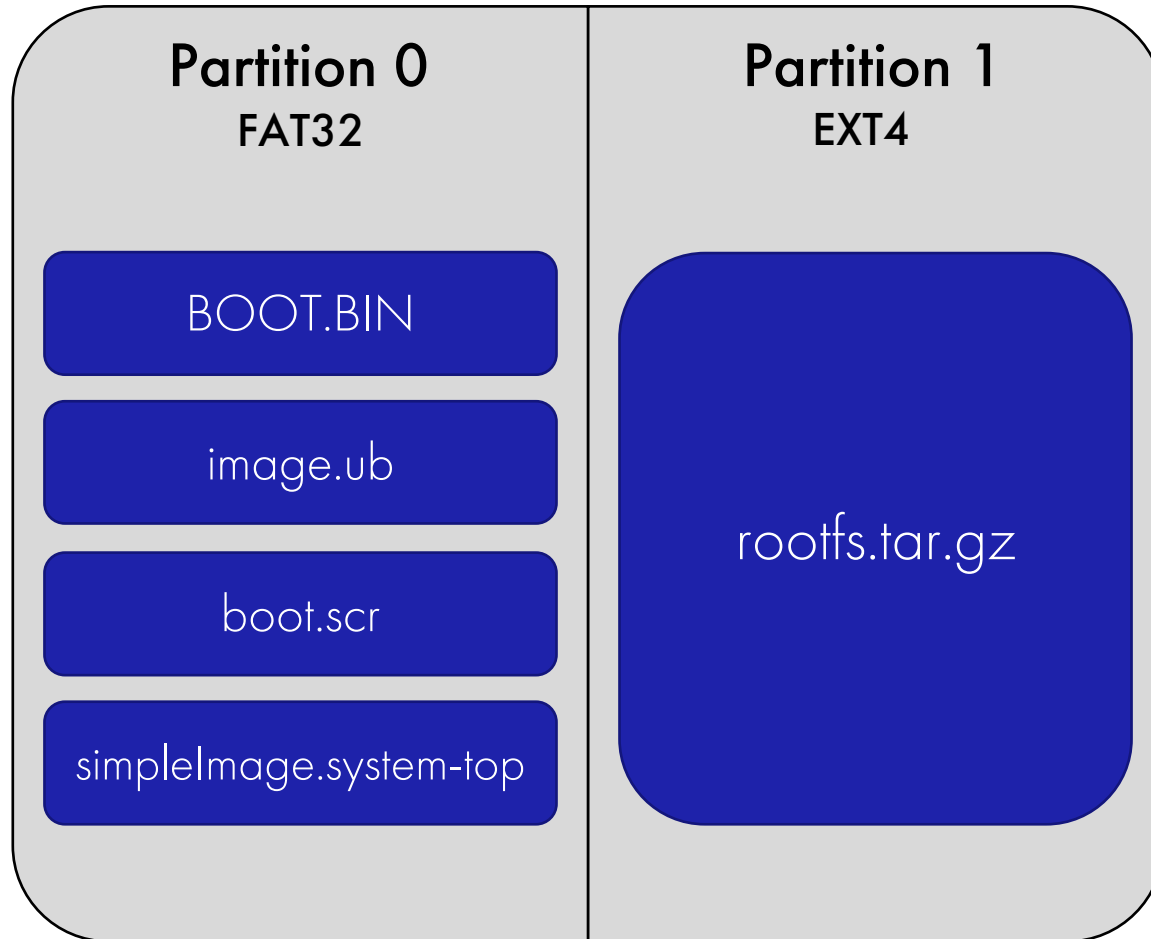 Partition 0
FAT32
BOOT.BIN
image.ub
boot.scr
simpleImage.system-top
Partition 1
EXT4
rootfs.tar.gz